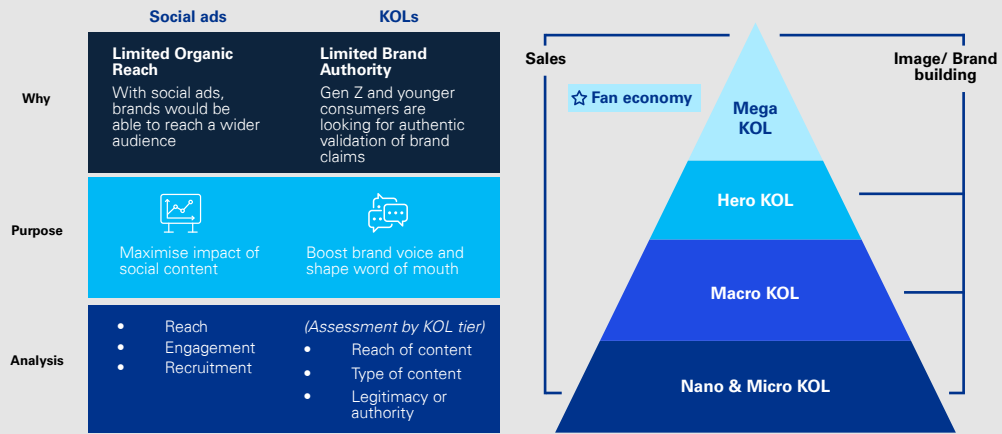 Social ads
KOLs
Why
Limited Organic
Reach
With social ads,
brands would be
able to reach a wider
audience
Limited Brand
Authority
Gen Z and younger
consumers are
looking for authentic
validation of brand
claims
Purpose
Maximise impact of
social content
Boost brand voice and
shape word of mouth
Analysis
• Reach
• Engagement
• Recruitment
(Assessment by KOL tier)
• Reach of content
• Type of content
• Legitimacy or
authority
Sales
Image/ Brand
building
Fan economy
Mega
KOL
Hero KOL
Macro KOL
Nano & Micro KOL